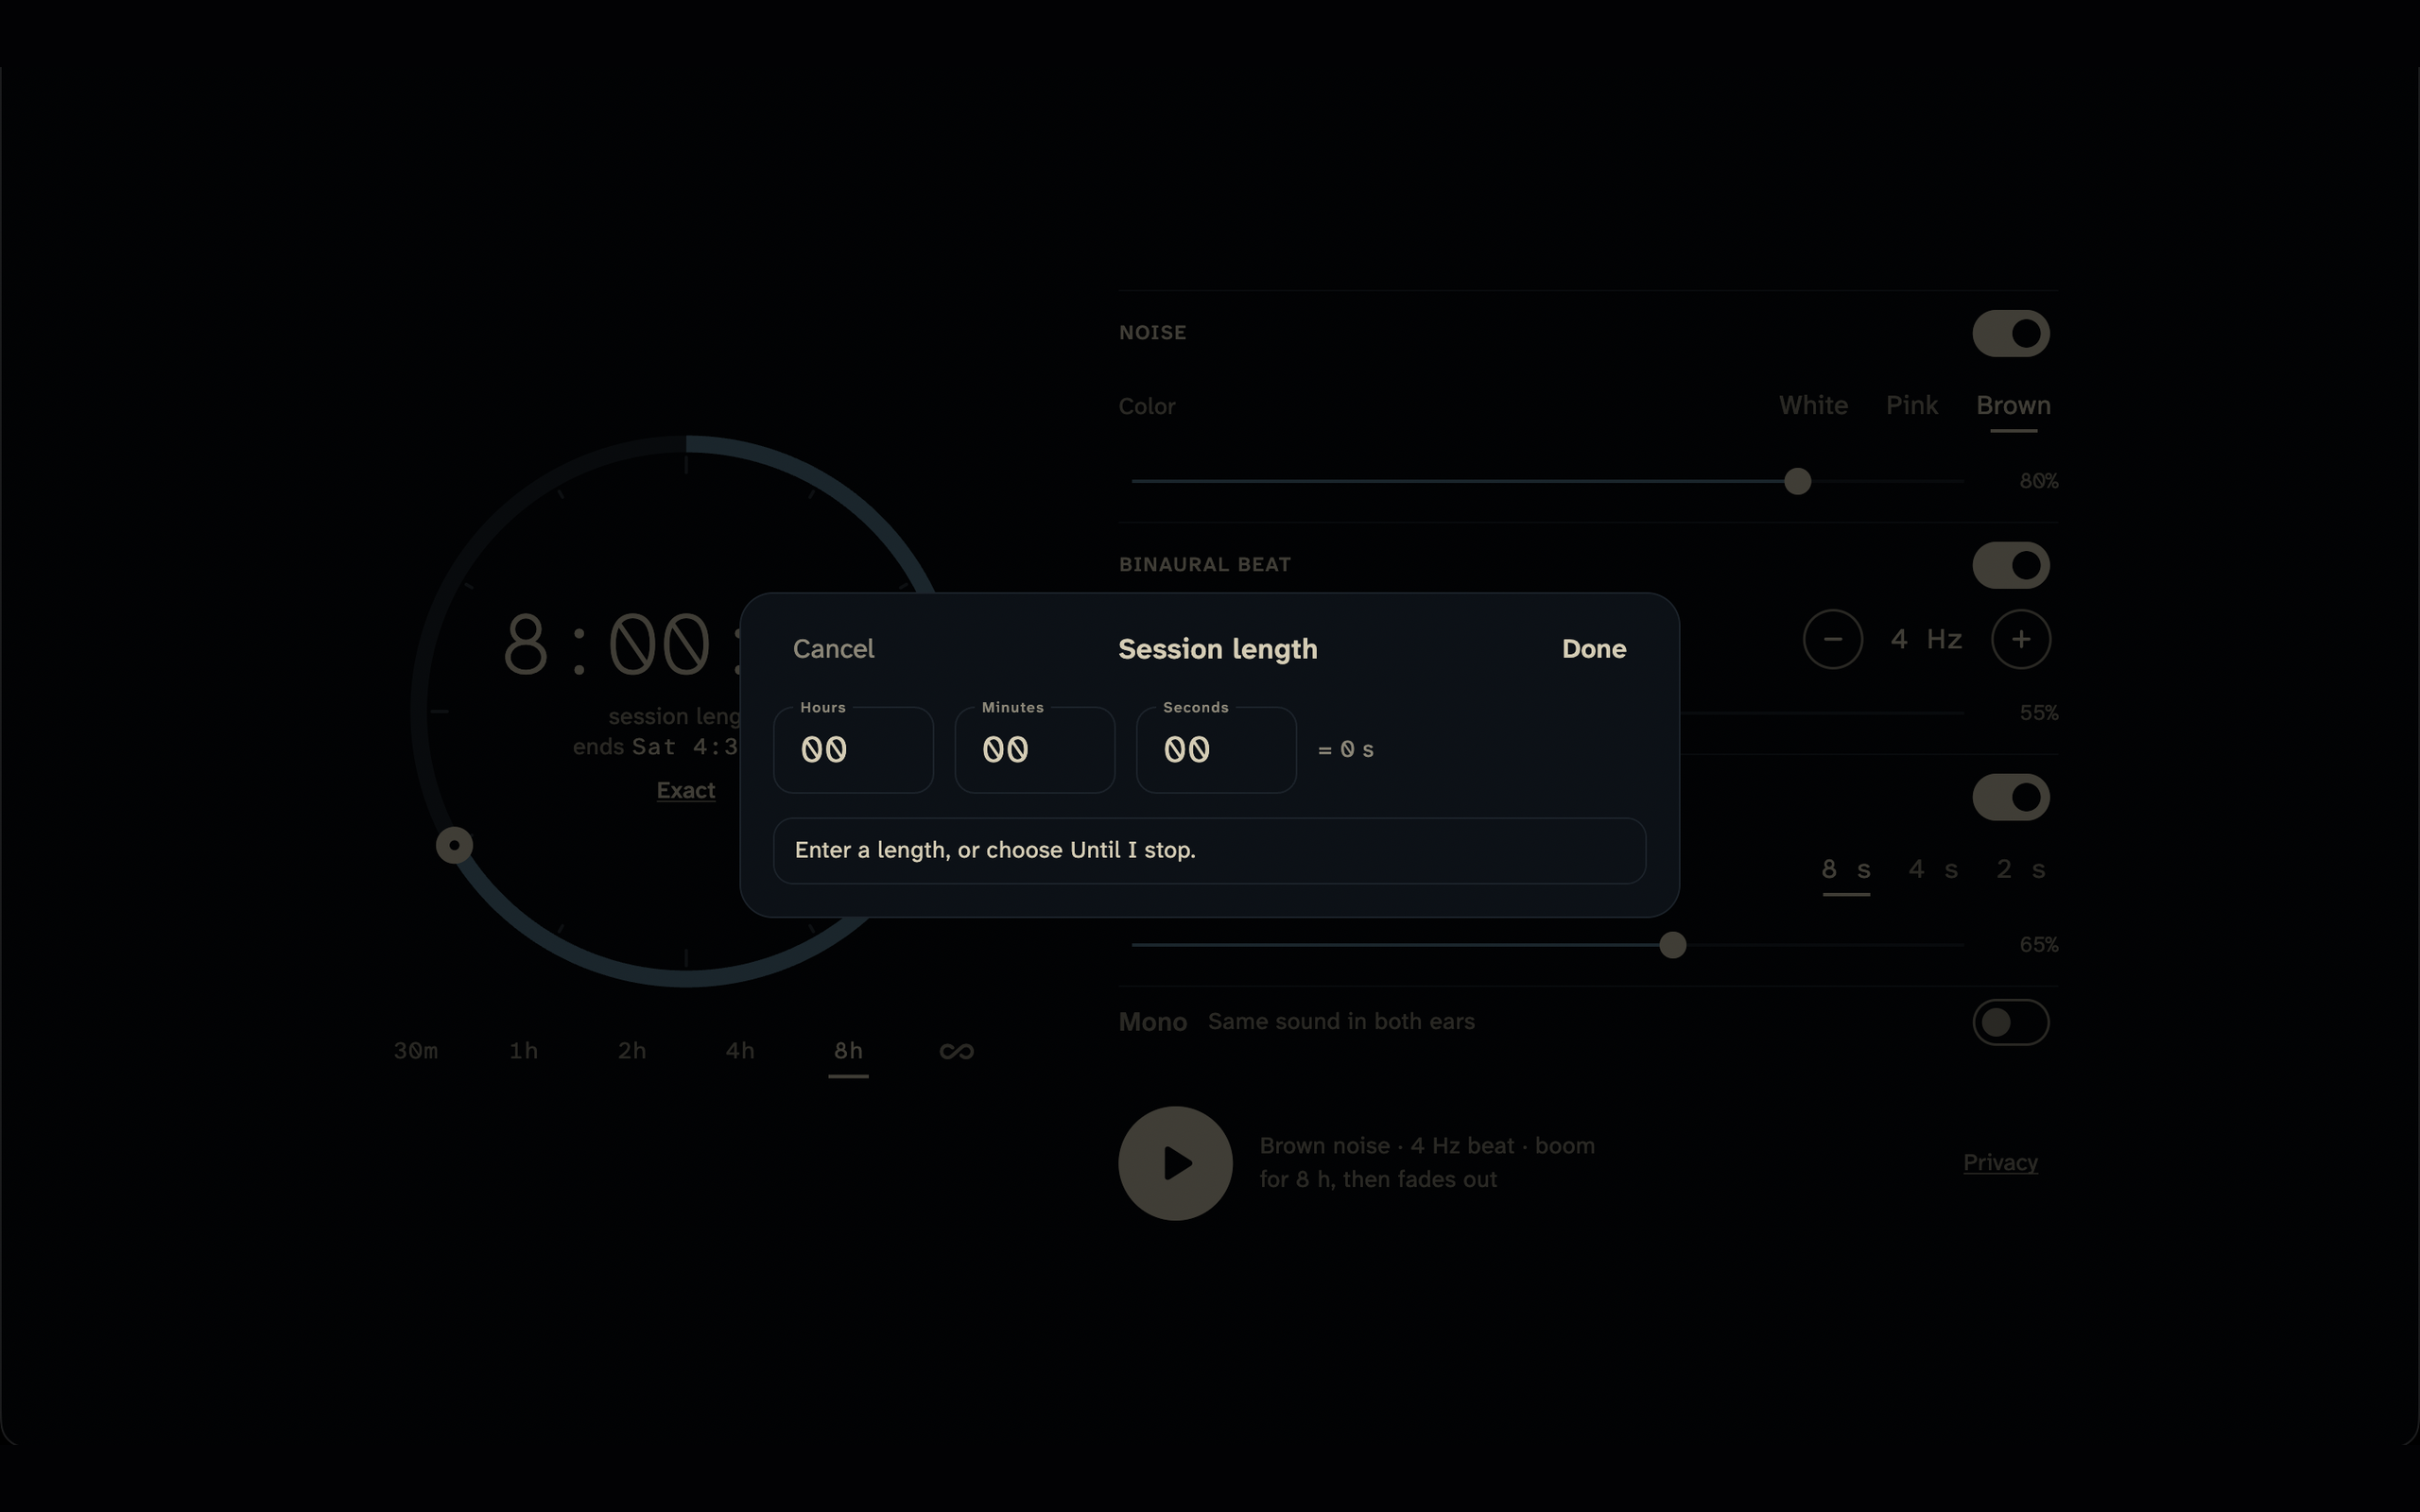 NOISE
Color White Pink Brown
80%
BINAURAL BEAT
8:00:
− 4 Hz +
session leng
ends Sat 4:3
Exact
55%
Cancel Session length Done
Hours Minutes Seconds
00 00 00 = 0 s
Enter a length, or choose Until I stop.
8 s 4 s 2 s
65%
Mono Same sound in both ears
30m 1h 2h 4h 8h ∞
Brown noise · 4 Hz beat · boom
for 8 h, then fades out
Privacy